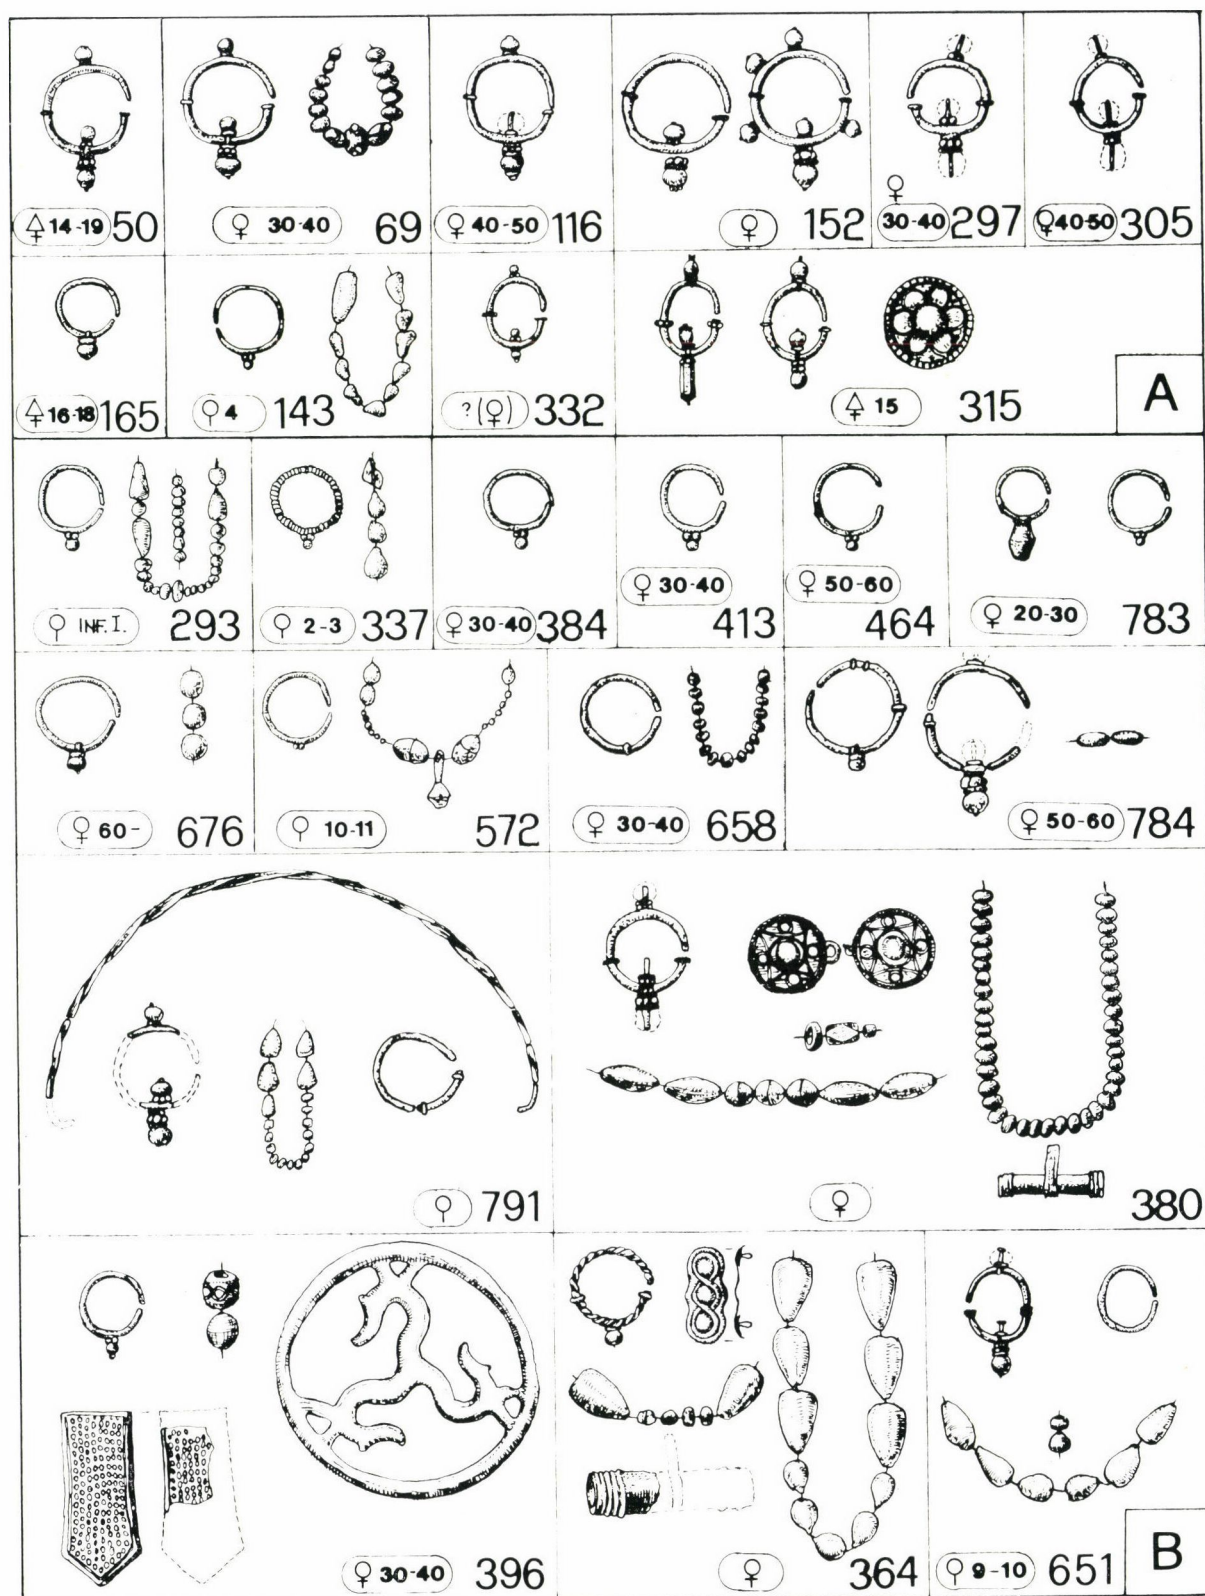 ♀ 14-19 50
♀ 30-40 69
♀ 40-50 116
♀ 152
♀ 30-40 297
♀ 40-50 305
♀ 16-18 165
⚲ 4 143
? (♀) 332
♀ 15 315
A
⚲ INF. I. 293
⚲ 2-3 337
♀ 30-40 384
♀ 30-40 413
♀ 50-60 464
♀ 20-30 783
♀ 60- 676
⚲ 10-11 572
♀ 30-40 658
♀ 50-60 784
⚲ 791
♀ 380
♀ 30-40 396
♀ 364
⚲ 9-10 651
B